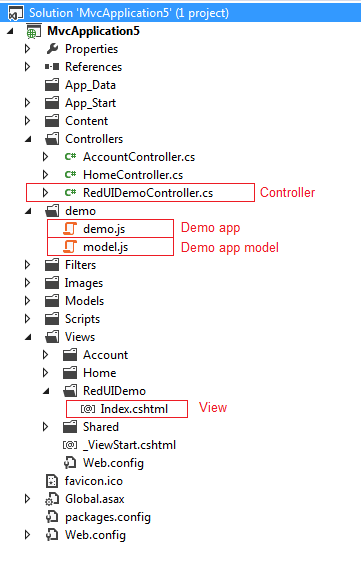 Solution 'MvcApplication5' (1 project)
MvcApplication5
Properties
References
App_Data
App_Start
Content
Controllers
C# AccountController.cs
C# HomeController.cs
C# RedUIDemoController.cs Controller
demo
demo.js Demo app
model.js Demo app model
Filters
Images
Models
Scripts
Views
Account
Home
RedUIDemo
[@] Index.cshtml View
Shared
[@] _ViewStart.cshtml
Web.config
favicon.ico
Global.asax
packages.config
Web.config